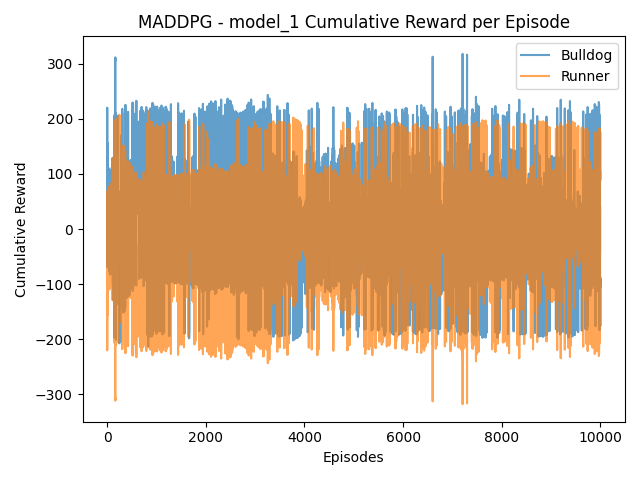 MADDPG - model_1 Cumulative Reward per Episode
Bulldog
Runner
Cumulative Reward
300
200
100
0
−100
−200
−300
0 2000 4000 6000 8000 10000
Episodes